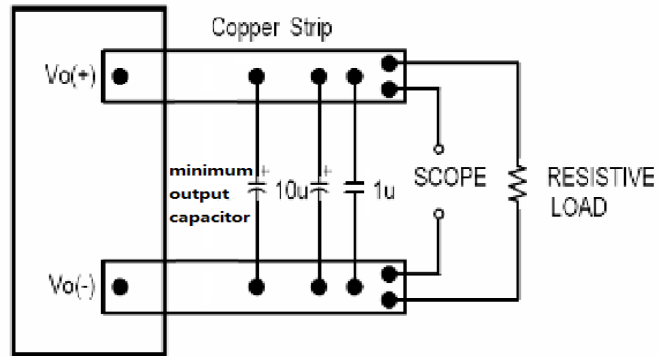 Copper Strip
Vo(+)
minimum
output
capacitor
+
10u
+
1u
SCOPE
RESISTIVE
LOAD
Vo(-)